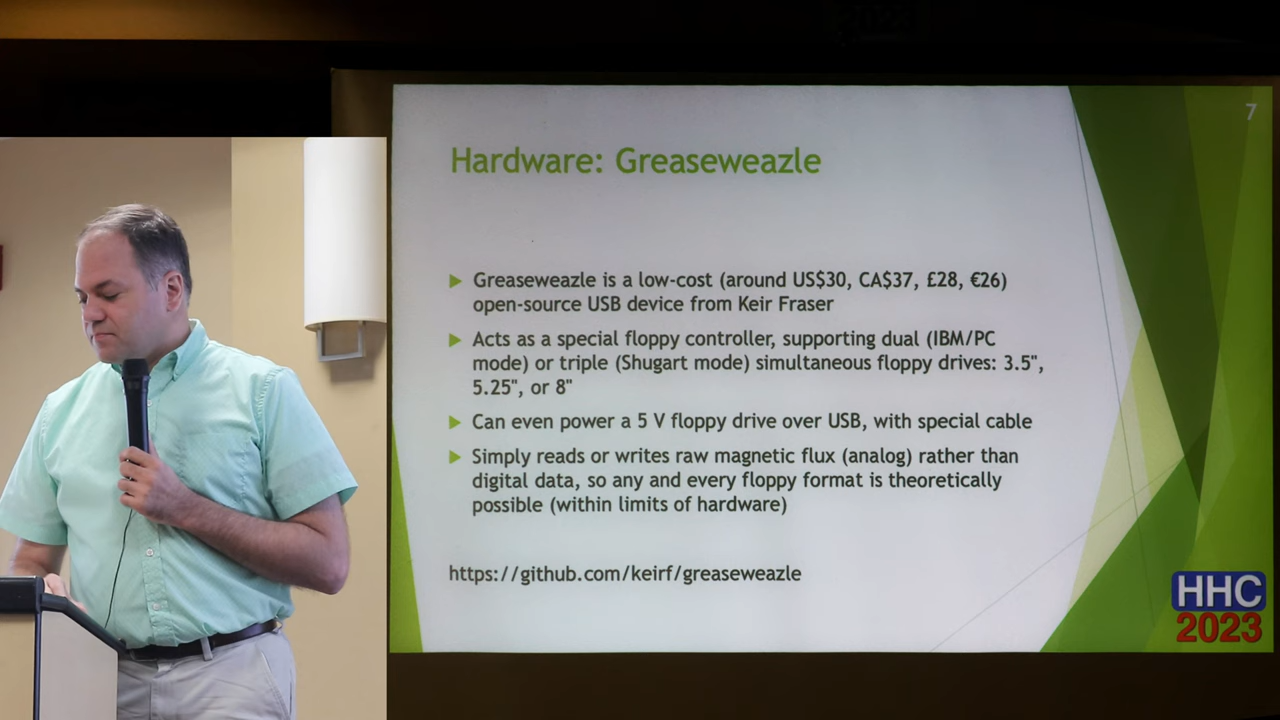 7
Hardware: Greaseweazle
Greaseweazle is a low-cost (around US$30, CA$37, £28, €26)
open-source USB device from Keir Fraser
Acts as a special floppy controller, supporting dual (IBM/PC
mode) or triple (Shugart mode) simultaneous floppy drives: 3.5",
5.25", or 8"
Can even power a 5 V floppy drive over USB, with special cable
Simply reads or writes raw magnetic flux (analog) rather than
digital data, so any and every floppy format is theoretically
possible (within limits of hardware)
https://github.com/keirf/greaseweazle
HHC
2023